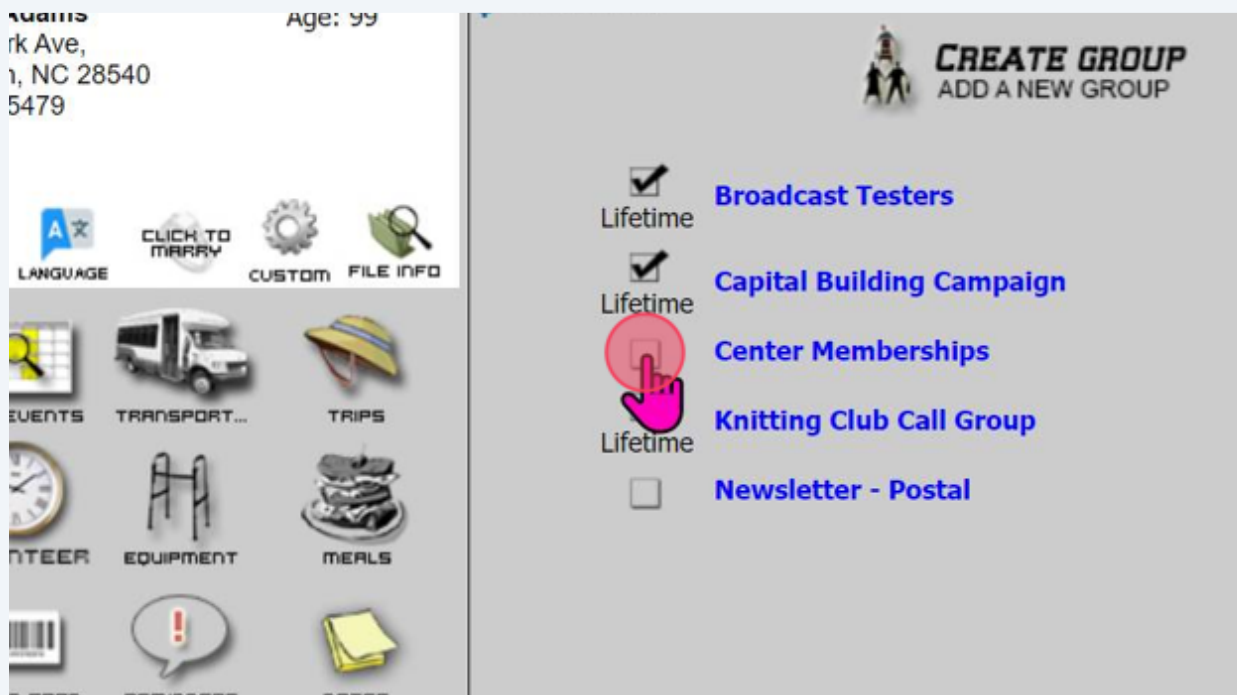 Adams
Age: 99
rk Ave,
n, NC 28540
5479
CREATE GROUP
ADD A NEW GROUP
Lifetime
Broadcast Testers
Lifetime
Capital Building Campaign
Center Memberships
Lifetime
Knitting Club Call Group
Newsletter - Postal
A
LANGUAGE
CLICK TO
MARRY
CUSTOM
FILE INFO
EVENTS
TRANSPORT...
TRIPS
NTEER
EQUIPMENT
MEALS